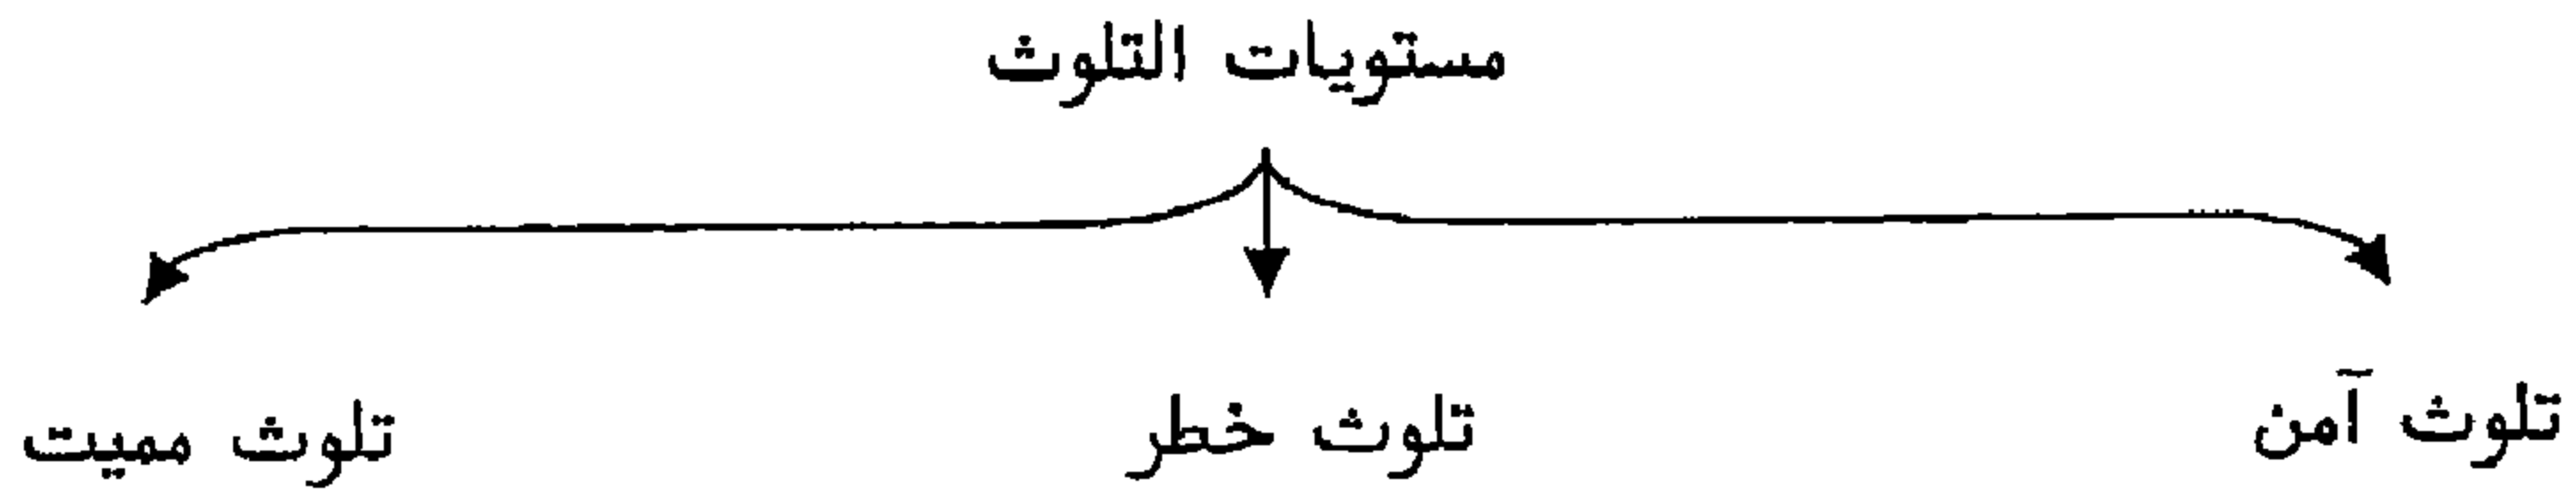 مستويات التلوث
تلوث آمن
تلوث خطر
تلوث مميت